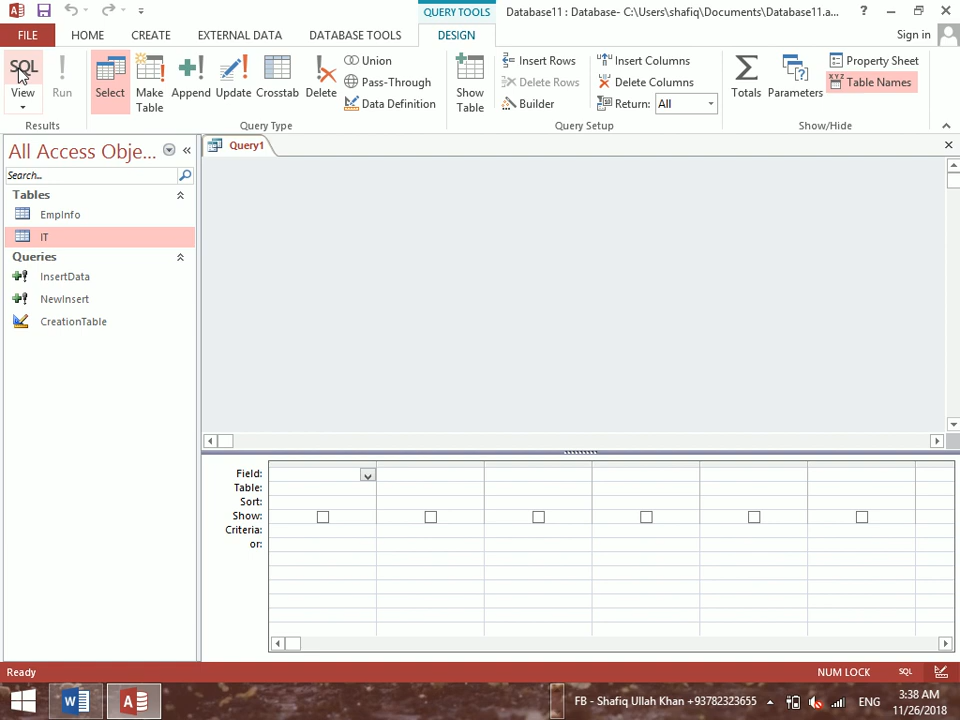 QUERY TOOLS
Database11 : Database- C:\Users\shafiq\Documents\Database11.a...
?
FILE
HOME
CREATE
EXTERNAL DATA
DATABASE TOOLS
DESIGN
Sign in
SQL
View
Run
Select
Make
Table
Append
Update
Crosstab
Delete
Union
Pass-Through
Data Definition
Show
Table
Insert Rows
Delete Rows
Builder
Insert Columns
Delete Columns
Return: All
Totals
Parameters
Property Sheet
XYZ Table Names
Results
Query Type
Query Setup
Show/Hide
All Access Obje...
Search...
Tables
EmpInfo
IT
Queries
InsertData
NewInsert
CreationTable
Query1
Field:
Table:
Sort:
Show:
Criteria:
or:
Ready
NUM LOCK
SQL
FB - Shafiq Ullah Khan +93782323655
ENG
3:38 AM
11/26/2018